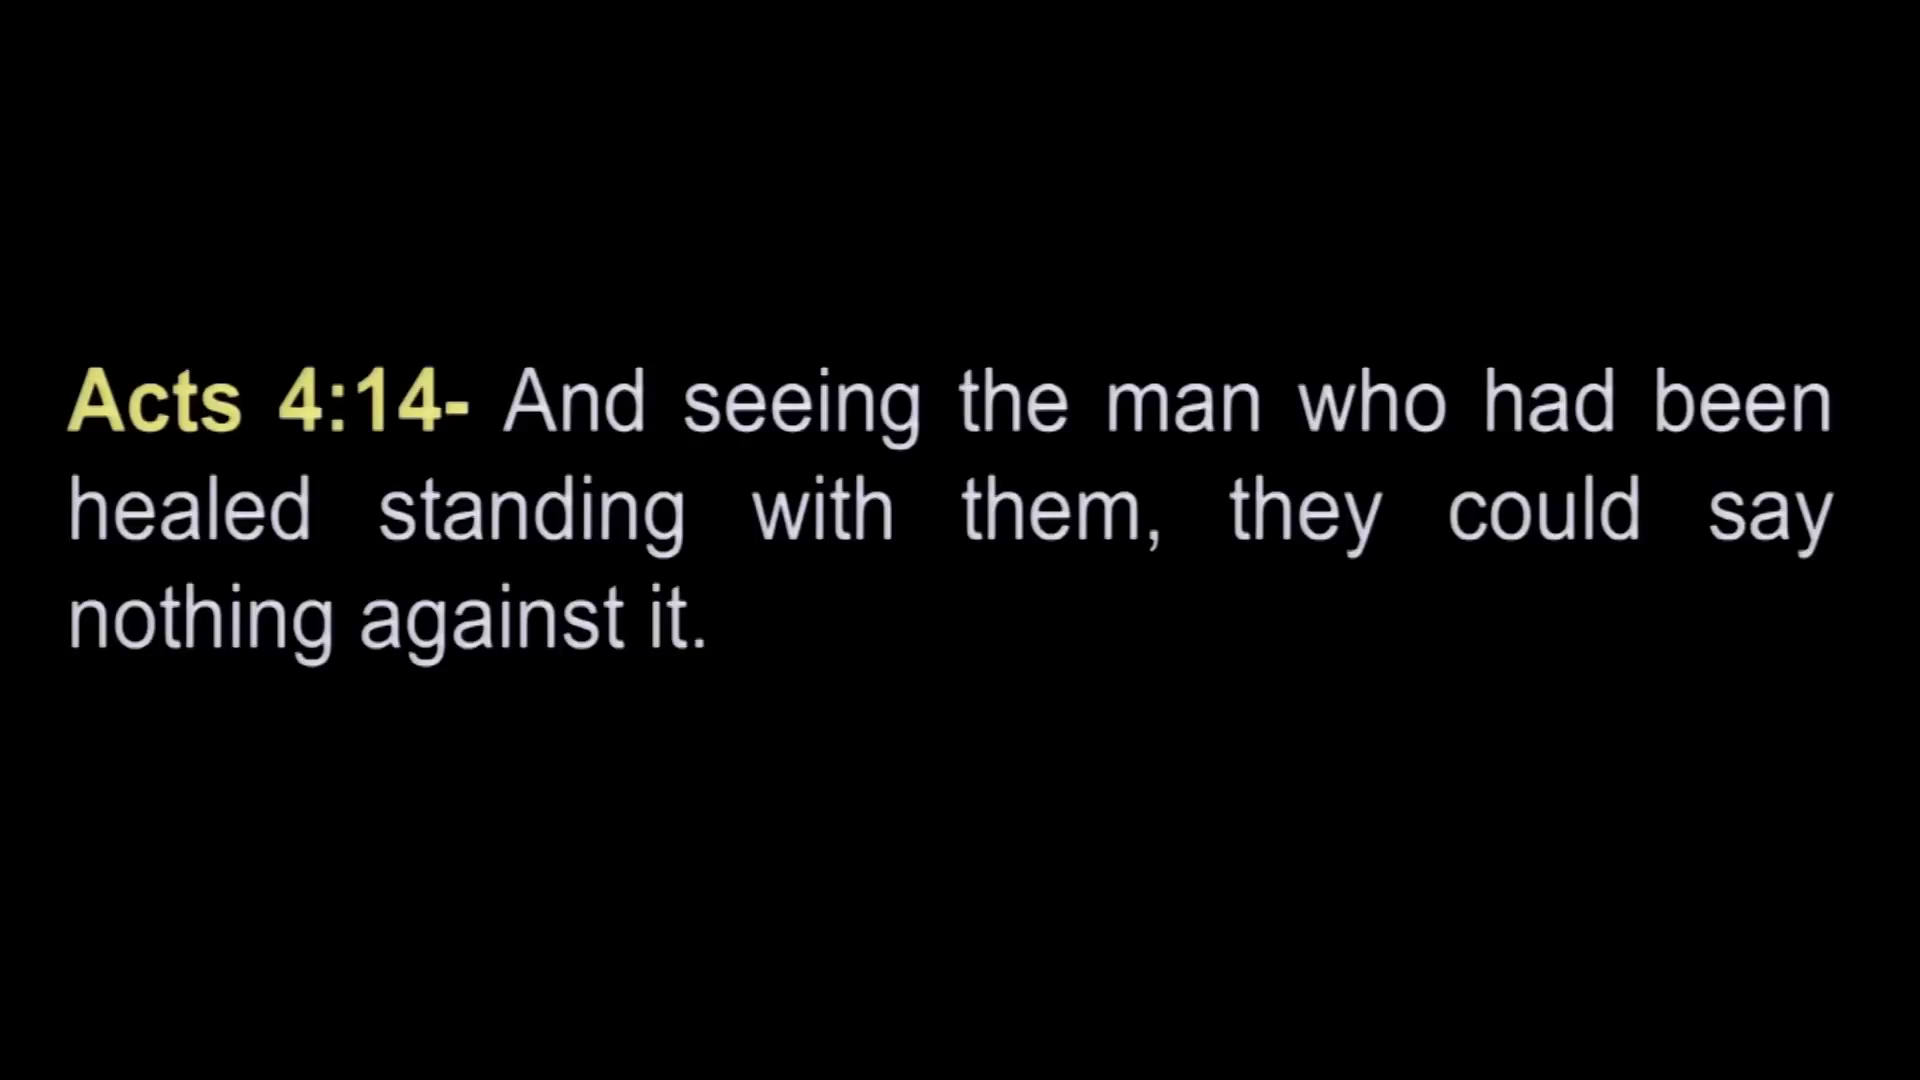 Acts 4:14- And seeing the man who had been
healed standing with them, they could say
nothing against it.